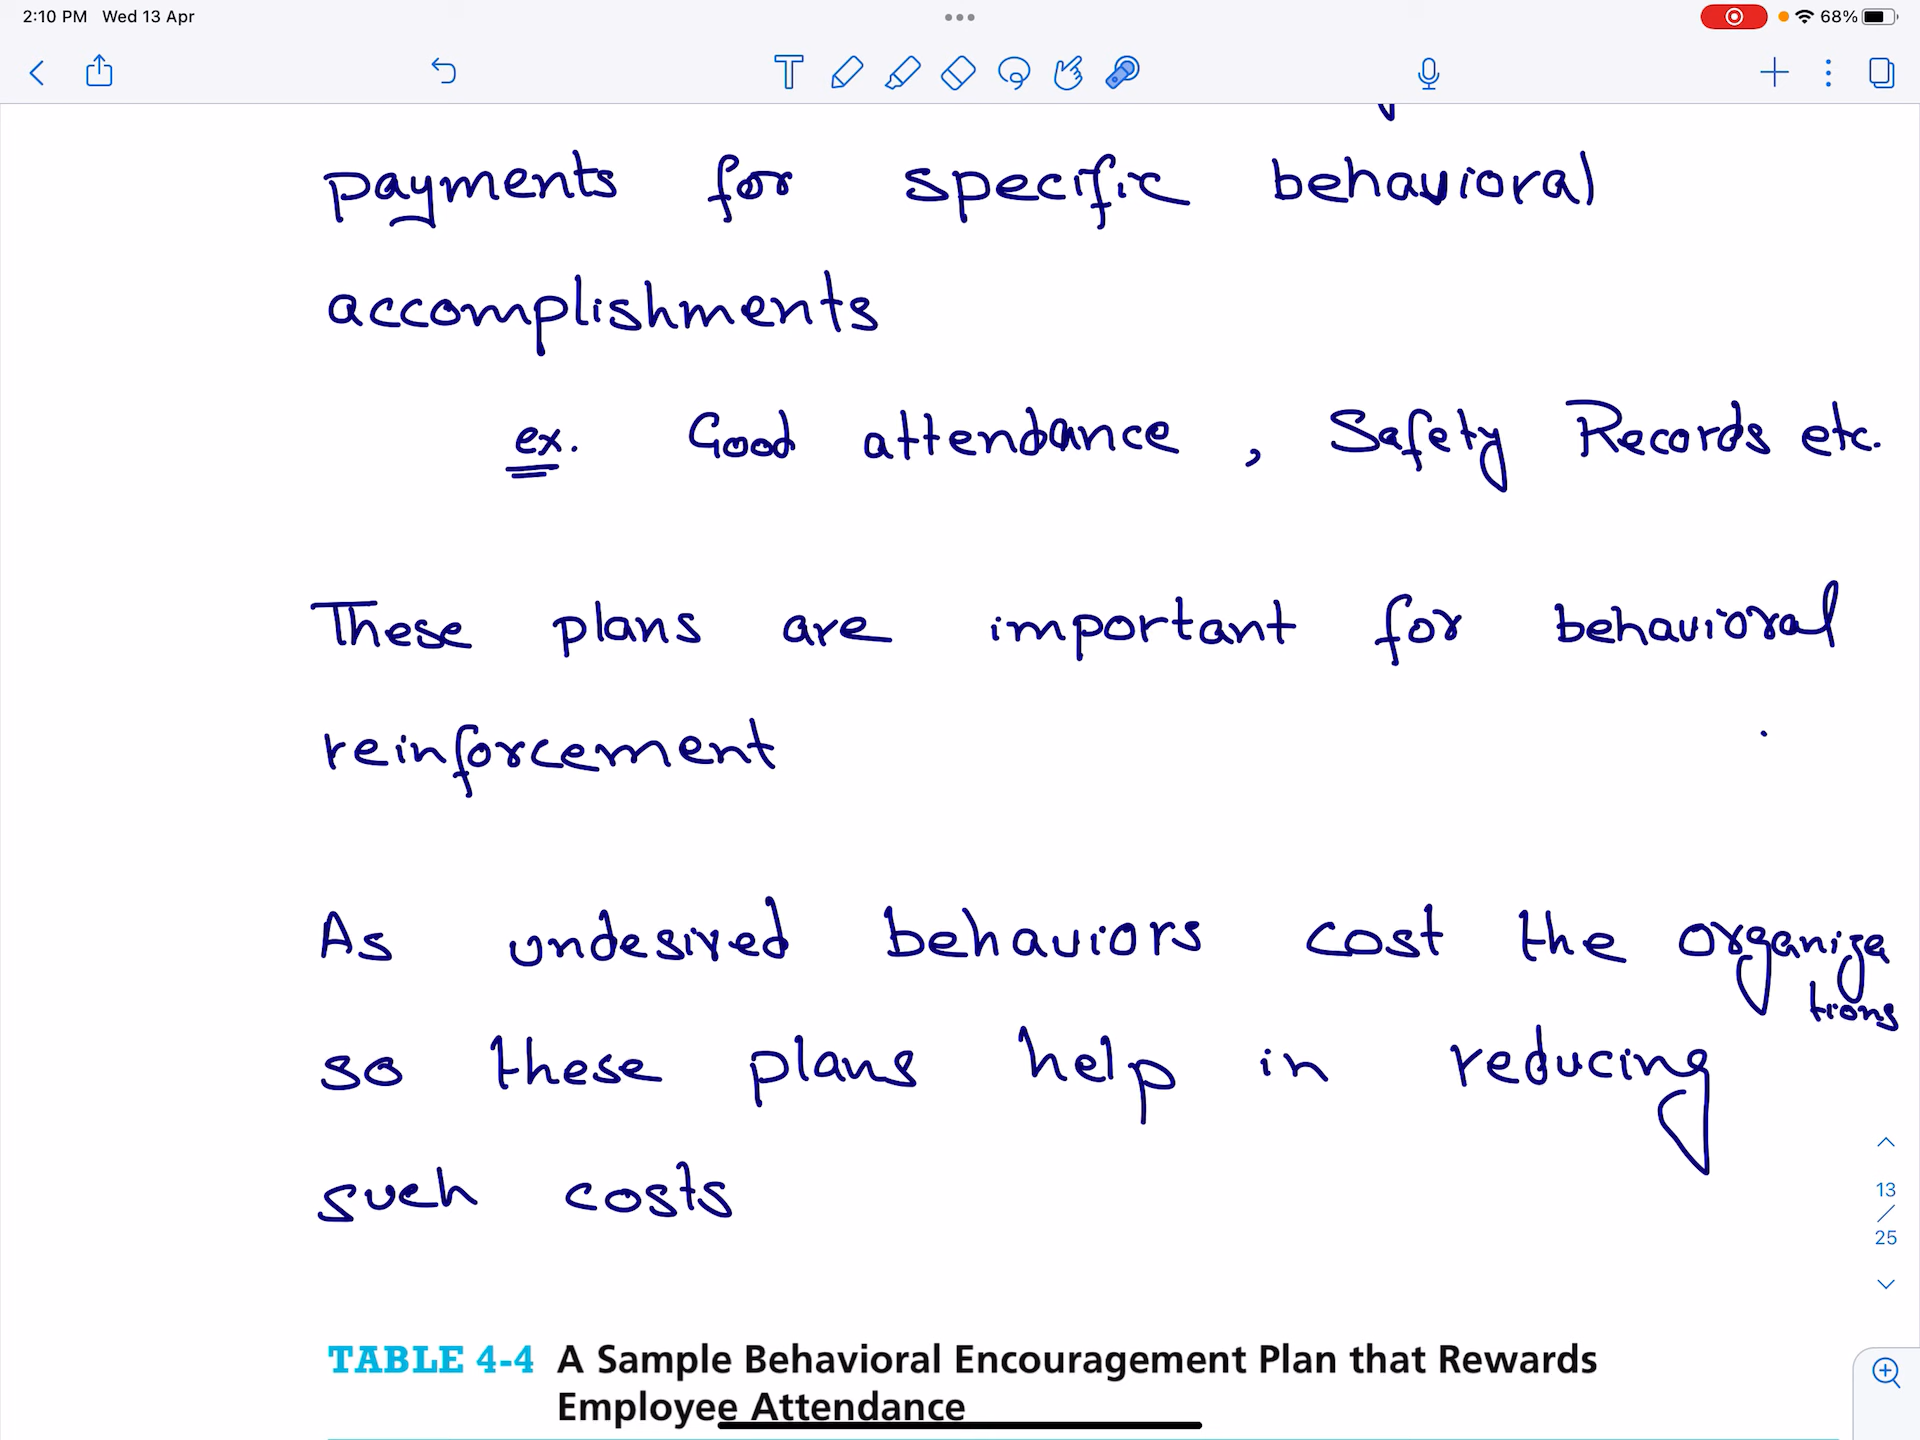 2:10 PM Wed 13 Apr
68%
payments for specific behavioral
accomplishments
ex. Good attendance, Safety Records etc.
These plans are important for behavioral
reinforcement
As undesired behaviors cost the organiza
tions
so these plans help in reducing
such costs
13
/
25
TABLE 4-4 A Sample Behavioral Encouragement Plan that Rewards
Employee Attendance